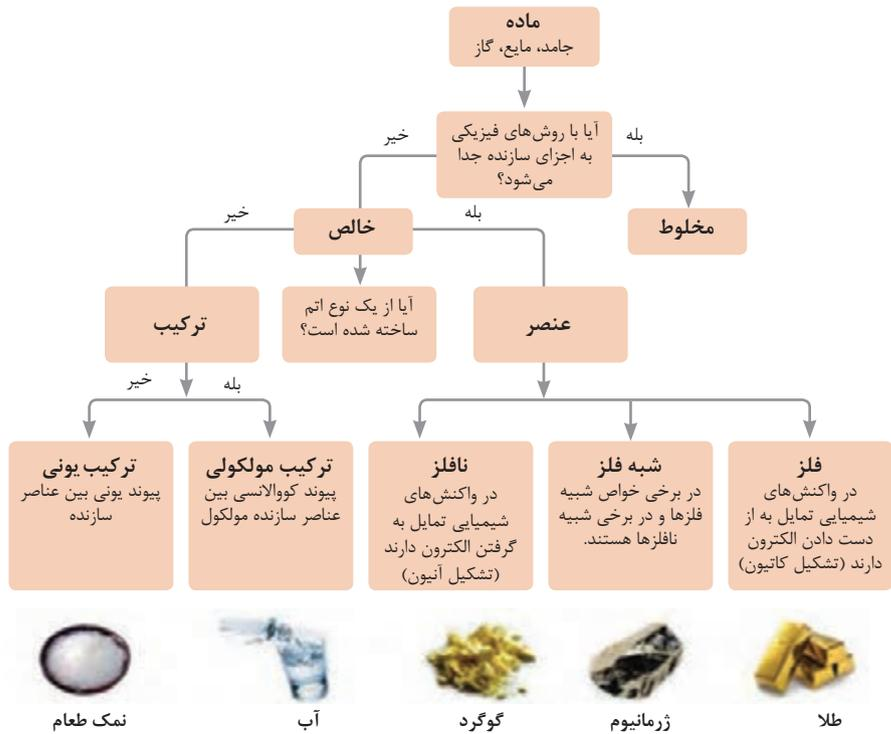 ماده
جامد، مایع، گاز
آیا با روش‌های فیزیکی
به اجزای سازنده جدا
می‌شود؟
بله
خیر
مخلوط
خالص
بله
خیر
عنصر
آیا از یک نوع اتم
ساخته شده است؟
ترکیب
بله
خیر
فلز
در واکنش‌های
شیمیایی تمایل به از
دست دادن الکترون
دارند (تشکیل کاتیون)
شبه فلز
در برخی خواص شبیه
فلزها و در برخی شبیه
نافلزها هستند.
نافلز
در واکنش‌های
شیمیایی تمایل به
گرفتن الکترون دارند
(تشکیل آنیون)
ترکیب مولکولی
پیوند کووالانسی بین
عناصر سازنده مولکول
ترکیب یونی
پیوند یونی بین عناصر
سازنده
طلا
ژرمانیوم
گوگرد
آب
نمک طعام